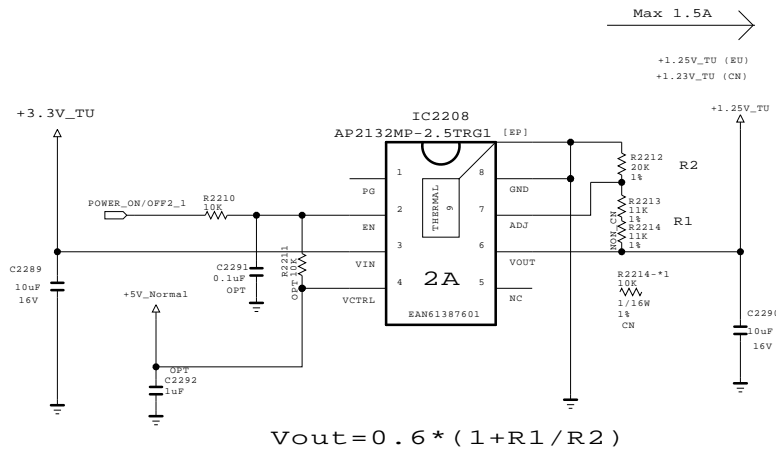 Max 1.5A
+1.25V_TU (EU)
+1.23V_TU (CN)
+3.3V_TU
+1.25V_TU
IC2208
AP2132MP-2.5TRG1
[EP]
R2212
20K
1%
R2
1
PG
8
GND
THERMAL
9
POWER_ON/OFF2_1
R2210
10K
2
EN
7
ADJ
R2213
11K
1%
R1
R2214
11K
1%
NON_CN
3
VIN
6
VOUT
C2289
10uF
16V
C2291
0.1uF
OPT
R2211
10K
OPT
+5V_Normal
4
VCTRL
2A
5
NC
R2214-*1
10K
1/16W
1%
CN
EAN61387601
C2290
10uF
16V
OPT
C2292
1uF
Vout=0.6*(1+R1/R2)